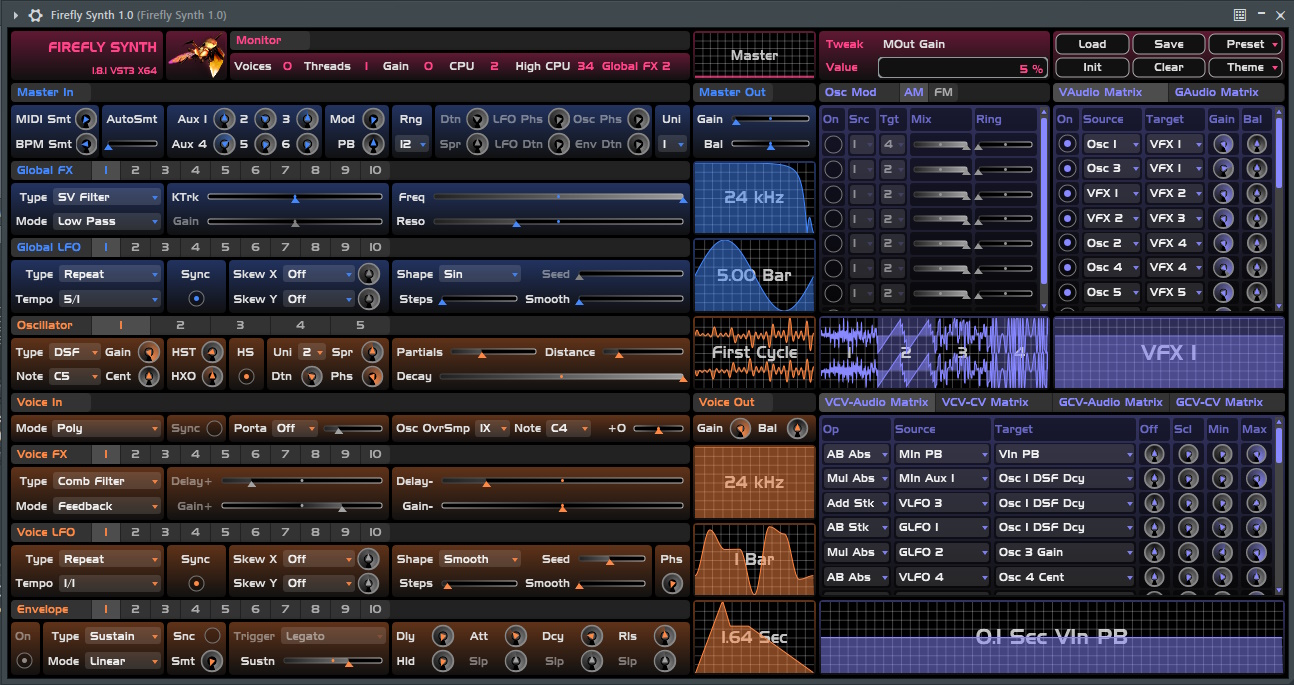 Firefly Synth 1.0 (Firefly Synth 1.0)
FIREFLY SYNTH
1.8.1 VST3 X64
Monitor
Voices 0 Threads 1 Gain 0 CPU 2 High CPU 34 Global FX 2
Master
Tweak MOut Gain
Value 5 %
Load Save Preset
Init Clear Theme
Master In
MIDI Smt AutoSmt Aux 1 2 3 Mod Rng Dtn LFO Phs Osc Phs Uni
BPM Smt Aux 4 5 6 PB 12 Spr LFO Dtn Env Dtn 1
Master Out
Gain
Bal
Osc Mod AM FM
On Src Tgt Mix Ring
1 4
1 2
1 2
1 2
1 2
1 2
1 2
VAudio Matrix GAudio Matrix
On Source Target Gain Bal
Osc 1 VFX 1
Osc 3 VFX 1
VFX 1 VFX 2
VFX 2 VFX 3
Osc 2 VFX 4
Osc 4 VFX 4
Osc 5 VFX 5
Global FX 1 2 3 4 5 6 7 8 9 10
Type SV Filter KTrk Freq
Mode Low Pass Gain Reso
24 kHz
Global LFO 1 2 3 4 5 6 7 8 9 10
Type Repeat Sync Skew X Off Shape Sin Seed
Tempo 5/1 Skew Y Off Steps Smooth
5.00 Bar
Oscillator 1 2 3 4 5
Type DSF Gain HST HS Uni 2 Spr Partials Distance
Note C5 Cent HXO Dtn Phs Decay
First Cycle
1 2 3 4
VFX 1
Voice In
Mode Poly Sync Porta Off Osc OvrSmp 1X Note C4 +0
Voice Out
Gain Bal
VCV-Audio Matrix VCV-CV Matrix GCV-Audio Matrix GCV-CV Matrix
Op Source Target Off Scl Min Max
AB Abs MIn PB VIn PB
Mul Abs MIn Aux 1 Osc 1 DSF Dcy
Add Stk VLFO 3 Osc 1 DSF Dcy
AB Stk GLFO 1 Osc 1 DSF Dcy
Mul Abs GLFO 2 Osc 3 Gain
AB Abs VLFO 4 Osc 4 Cent
Voice FX 1 2 3 4 5 6 7 8 9 10
Type Comb Filter Delay+ Delay-
Mode Feedback Gain+ Gain-
24 kHz
Voice LFO 1 2 3 4 5 6 7 8 9 10
Type Repeat Sync Skew X Off Shape Smooth Seed Phs
Tempo 1/1 Skew Y Off Steps Smooth
1 Bar
Envelope 1 2 3 4 5 6 7 8 9 10
On Type Sustain Snc Trigger Legato Dly Att Dcy Rls
Mode Linear Smt Sustn Hld Slp Slp Slp
1.64 Sec
0.1 Sec VIn PB